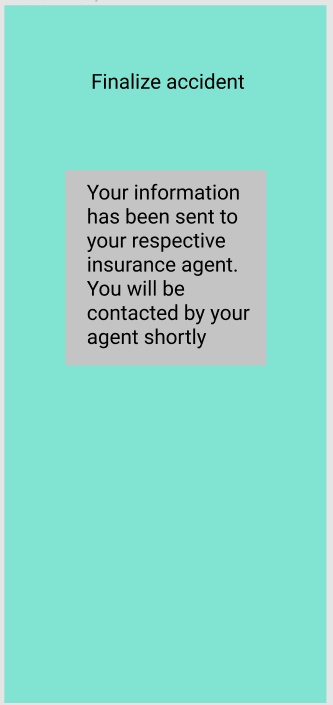 Finalize accident
Your information
has been sent to
your respective
insurance agent.
You will be
contacted by your
agent shortly